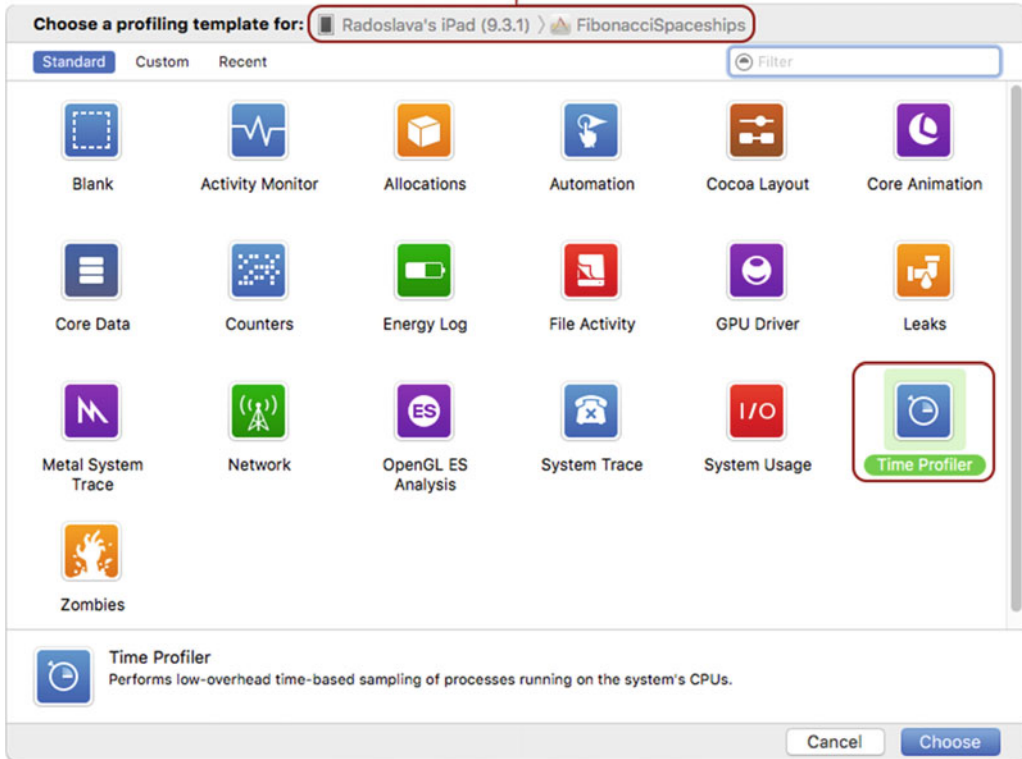 Choose a profiling template for: Radoslava's iPad (9.3.1) 〉 FibonacciSpaceships
Standard Custom Recent Filter
Blank Activity Monitor Allocations Automation Cocoa Layout Core Animation
Core Data Counters Energy Log File Activity GPU Driver Leaks
ES I/O
Metal System Trace Network OpenGL ES Analysis System Trace System Usage Time Profiler
Zombies
Time Profiler
Performs low-overhead time-based sampling of processes running on the system's CPUs.
Cancel Choose